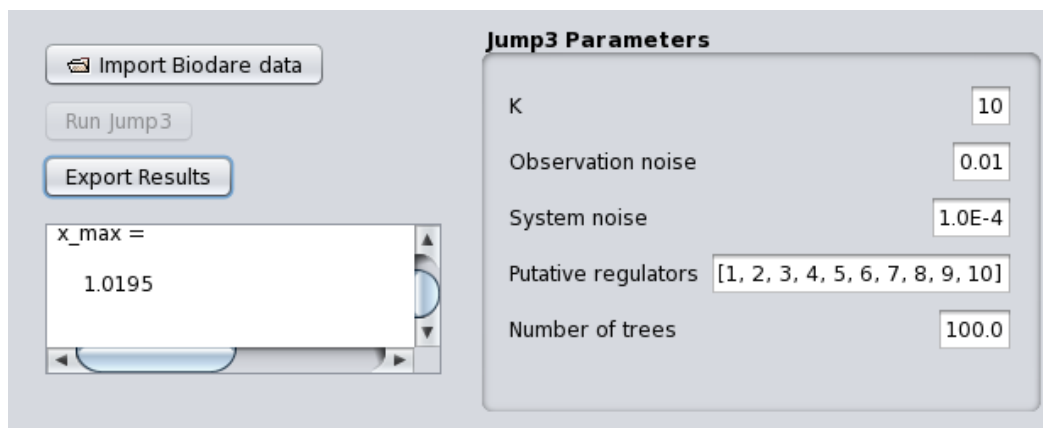 Import Biodare data
Run Jump3
Export Results
x_max =
1.0195
Jump3 Parameters
K 10
Observation noise 0.01
System noise 1.0E-4
Putative regulators [1, 2, 3, 4, 5, 6, 7, 8, 9, 10]
Number of trees 100.0